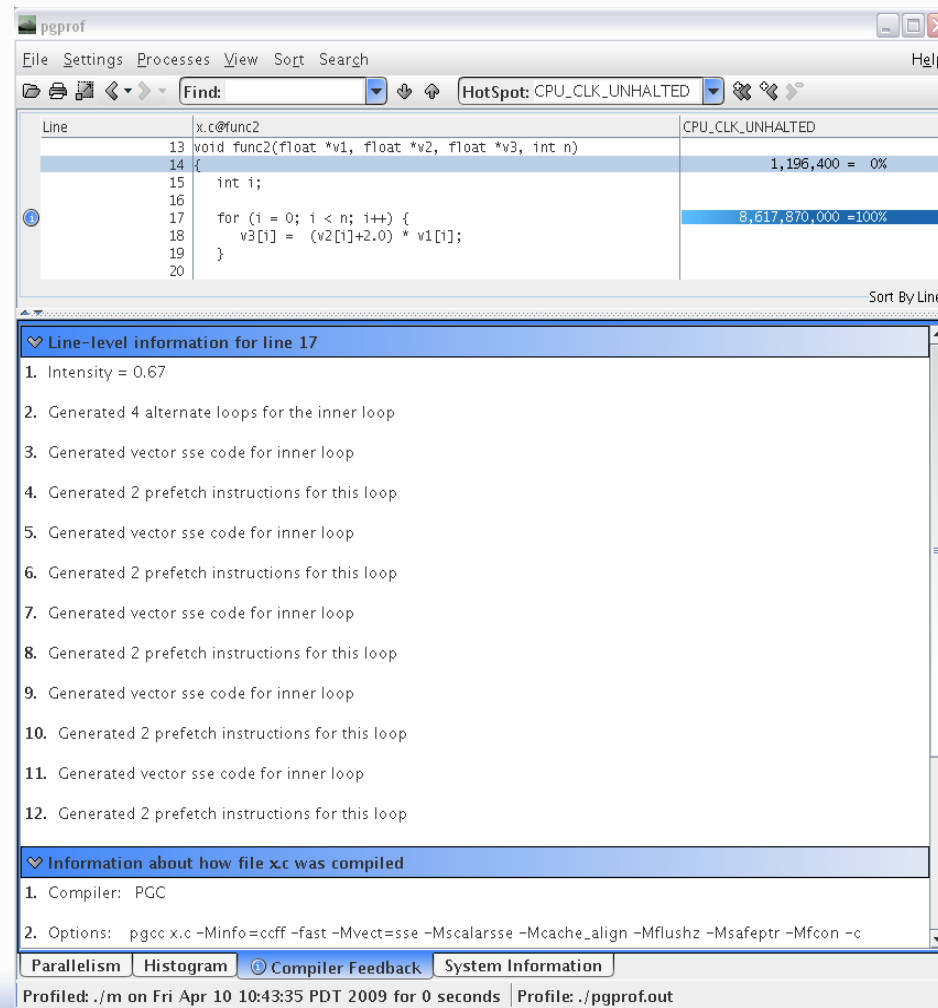 pgprof
File Settings Processes View Sort Search Help
Find: HotSpot: CPU_CLK_UNHALTED
Line x.c@func2 CPU_CLK_UNHALTED
13 void func2(float *v1, float *v2, float *v3, int n)
14 { 1,196,400 = 0%
15 int i;
16
17 for (i = 0; i < n; i++) { 8,617,870,000 =100%
18 v3[i] = (v2[i]+2.0) * v1[i];
19 }
20
Sort By Line
Line-level information for line 17
1. Intensity = 0.67
2. Generated 4 alternate loops for the inner loop
3. Generated vector sse code for inner loop
4. Generated 2 prefetch instructions for this loop
5. Generated vector sse code for inner loop
6. Generated 2 prefetch instructions for this loop
7. Generated vector sse code for inner loop
8. Generated 2 prefetch instructions for this loop
9. Generated vector sse code for inner loop
10. Generated 2 prefetch instructions for this loop
11. Generated vector sse code for inner loop
12. Generated 2 prefetch instructions for this loop
Information about how file x.c was compiled
1. Compiler: PGC
2. Options: pgcc x.c -Minfo=ccff -fast -Mvect=sse -Mscalarsse -Mcache_align -Mflushz -Msafeptr -Mfcon -c
Parallelism Histogram Compiler Feedback System Information
Profiled: ./m on Fri Apr 10 10:43:35 PDT 2009 for 0 seconds Profile: ./pgprof.out